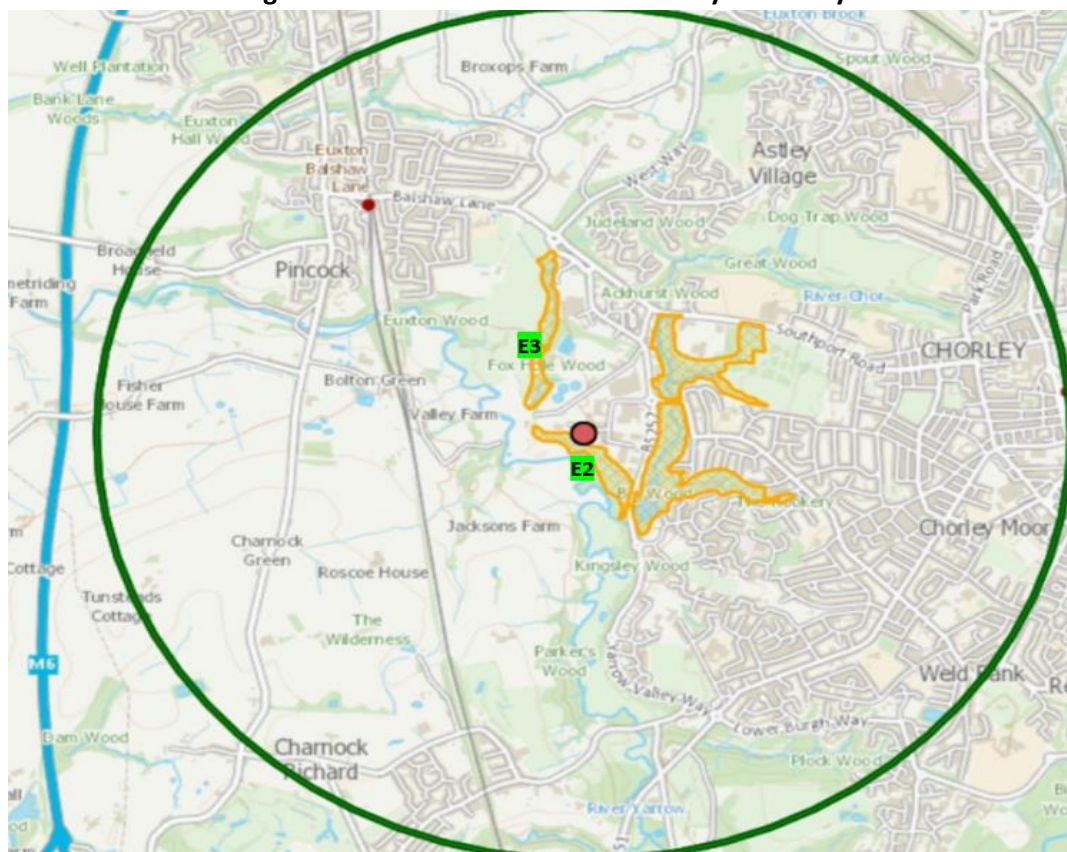 Euxton Brook
Well Plantation
Broxops Farm
Spout Wood
Bank Lane
Woods
Euxton
Hall Wood
Euxton
Balshaw
Lane
Astley
Village
West Way
Balshaw Lane
Judeland Wood
Dog Trap Wood
House
Pincock
Great Wood
Park Road
netriding
Farm
Ackhurst Wood
River Chor
Euxton Wood
Southport Road
E3
CHORLEY
Fox Hole Wood
Fisher
House Farm
Bolton Green
Valley Farm
B5252
E2
Jacksons Farm
Chorley Moor
rm
Cottage
Charnock
Green
Roscoe House
Kingsley Wood
Tunsteads
Cottage
The
Wilderness
Parker's
Wood
M6
Weld Bank
Yarrow Valley Way
Lower Burgh Way
Dam Wood
Charnock
Richard
Plock Wood
River Yarrow